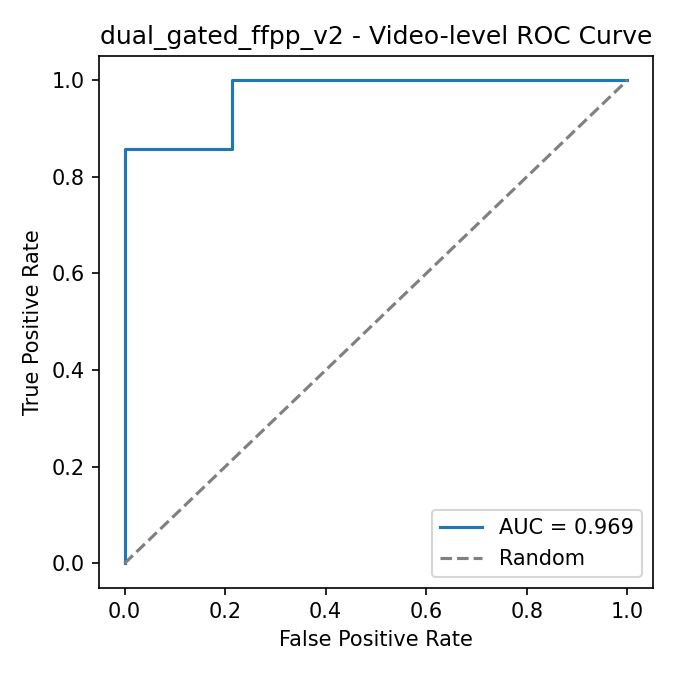 dual_gated_ffpp_v2 - Video-level ROC Curve
1.0
0.8
0.6
0.4
0.2
0.0
True Positive Rate
AUC = 0.969
Random
0.0 0.2 0.4 0.6 0.8 1.0
False Positive Rate